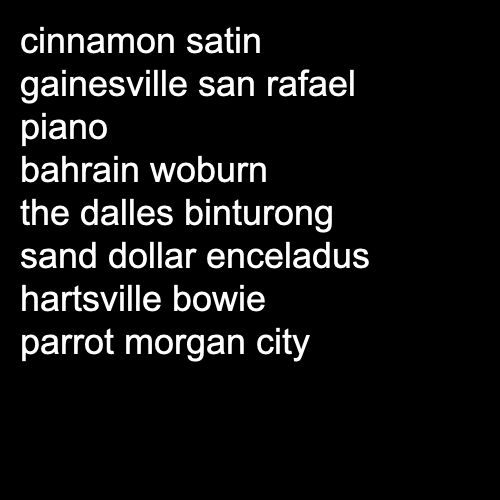 cinnamon satin
gainesville san rafael
piano
bahrain woburn
the dalles binturong
sand dollar enceladus
hartsville bowie
parrot morgan city